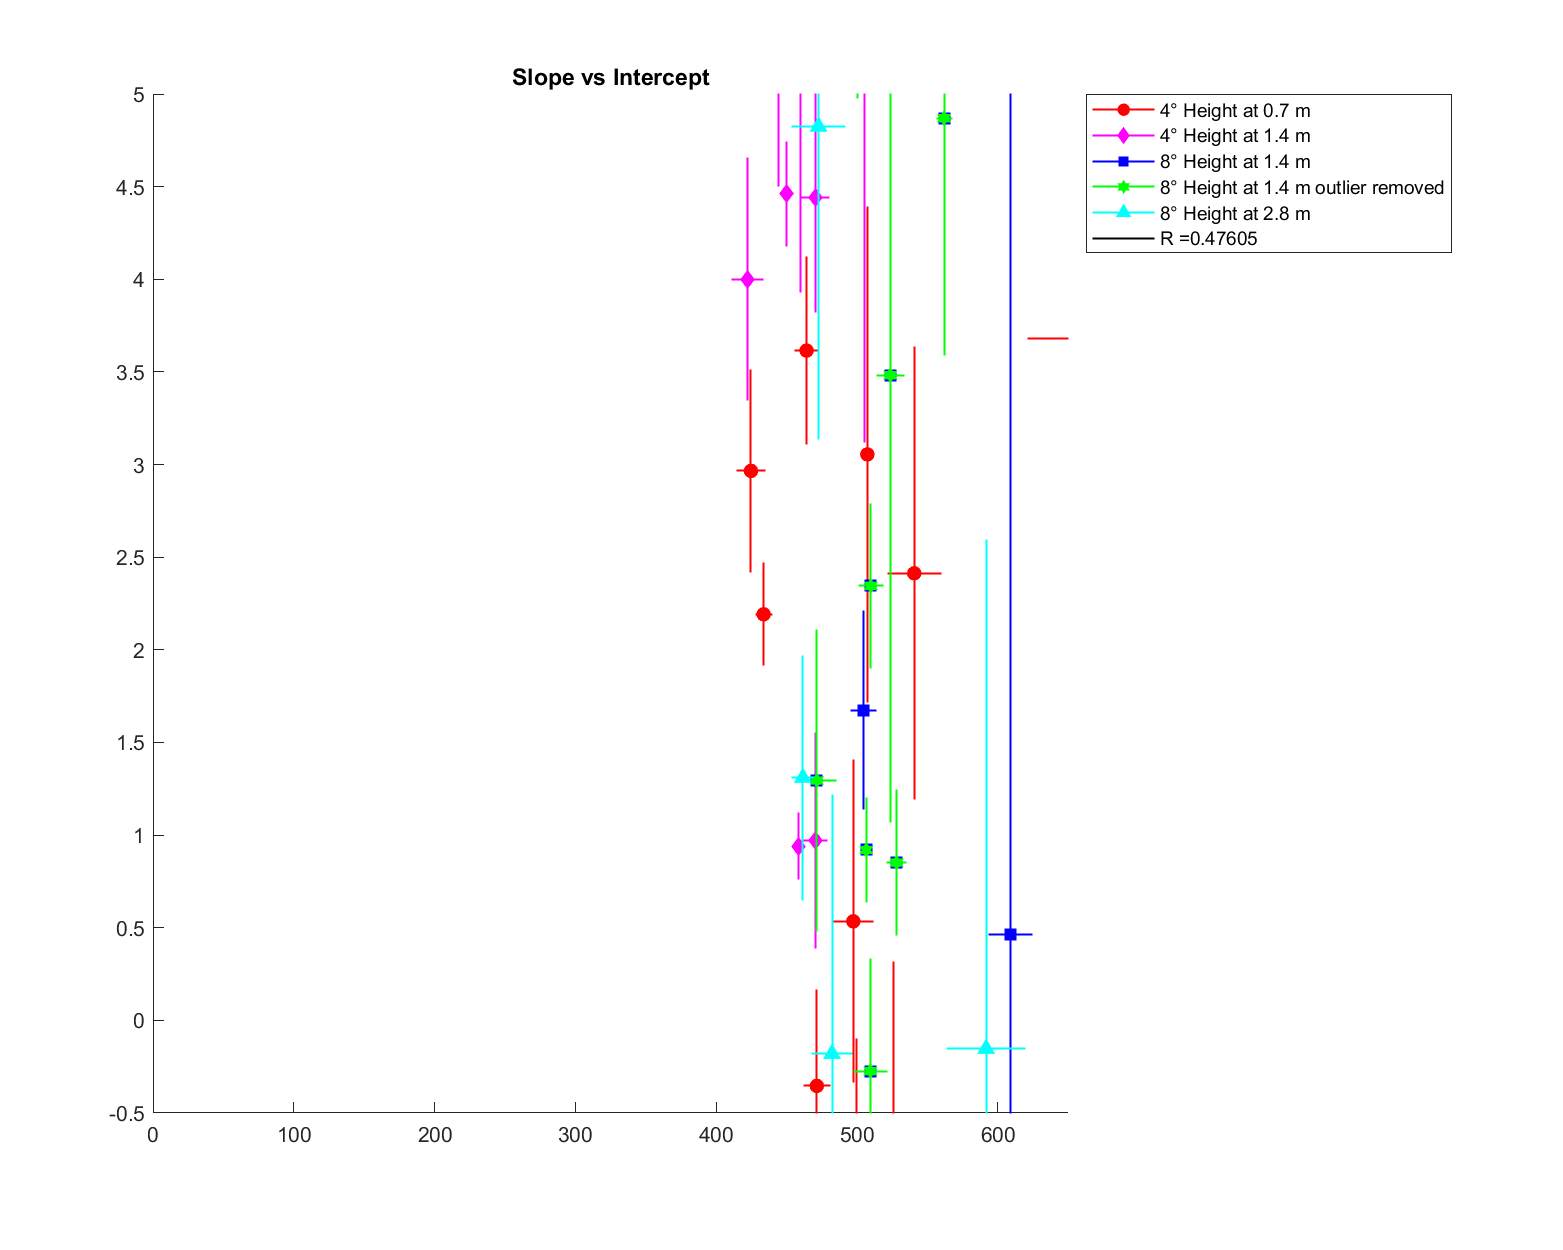 Slope vs Intercept
5
4.5
4
3.5
3
2.5
2
1.5
1
0.5
0
-0.5
0 100 200 300 400 500 600
4° Height at 0.7 m
4° Height at 1.4 m
8° Height at 1.4 m
8° Height at 1.4 m outlier removed
8° Height at 2.8 m
R =0.47605